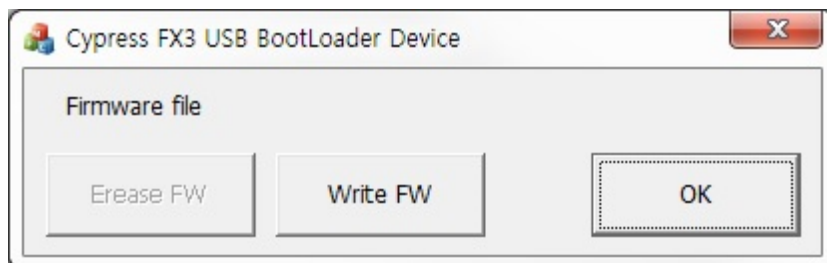 Cypress FX3 USB BootLoader Device
Firmware file
Erease FW Write FW OK